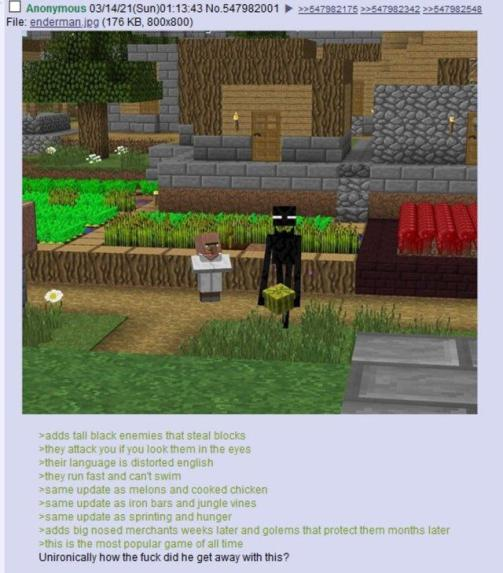 Anonymous 03/14/21(Sun)01:13:43 No.547982001 ▶ >>547982175 >>547982342 >>547982548
File: enderman.jpg (176 KB, 800x800)
>adds tall black enemies that steal blocks
>they attack you if you look them in the eyes
>their language is distorted english
>they run fast and can't swim
>same update as melons and cooked chicken
>same update as iron bars and jungle vines
>same update as sprinting and hunger
>adds big nosed merchants weeks later and golems that protect them months later
>this is the most popular game of all time
Unironically how the fuck did he get away with this?